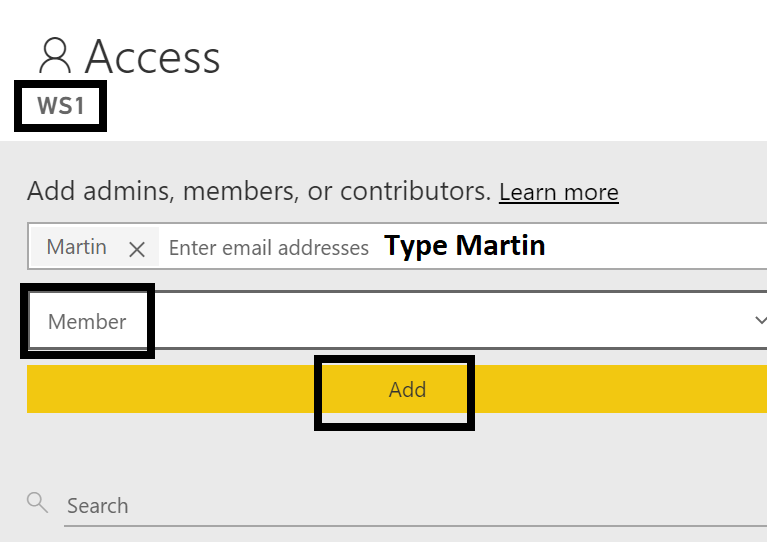 Access
WS1
Add admins, members, or contributors. Learn more
Martin Enter email addresses Type Martin
Member
Add
Search